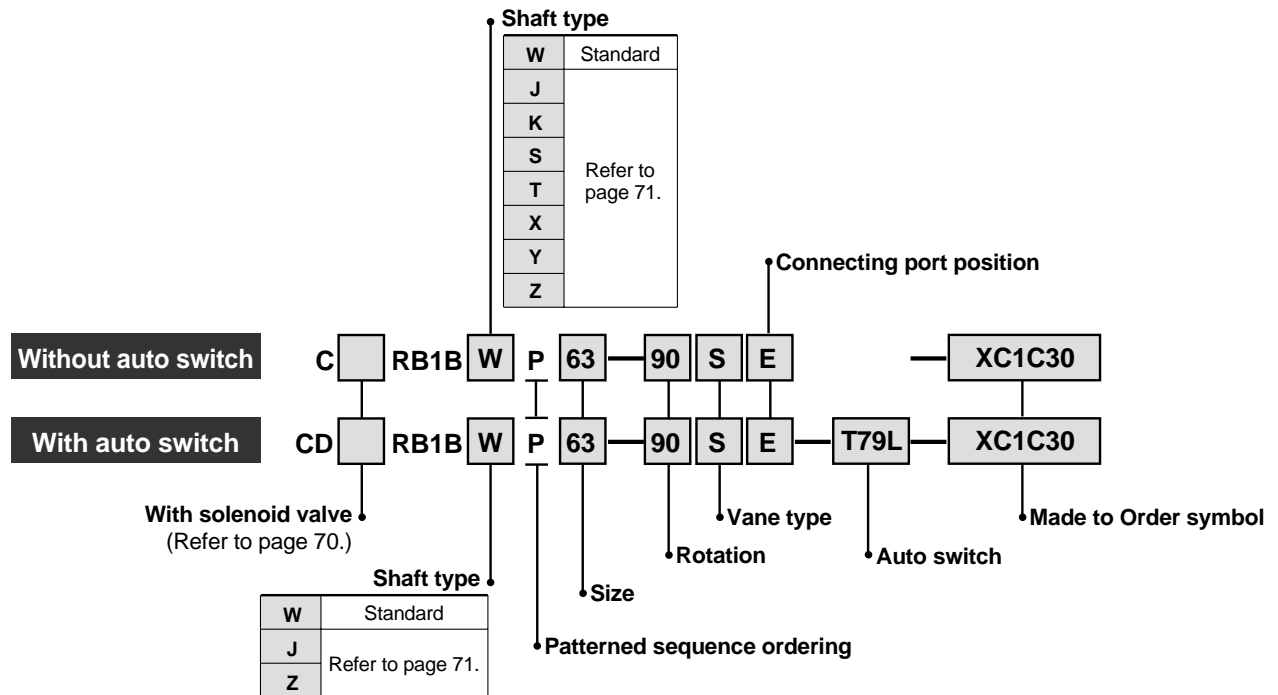 Shaft type
W Standard
J
K
S
T
X
Y
Z
Refer to
page 71.
Connecting port position
Without auto switch C RB1B W P 63 90 S E XC1C30
With auto switch CD RB1B W P 63 90 S E T79L XC1C30
With solenoid valve
(Refer to page 70.)
Vane type
Made to Order symbol
Rotation
Auto switch
Shaft type
Size
W Standard
J
Z
Refer to page 71.
Patterned sequence ordering